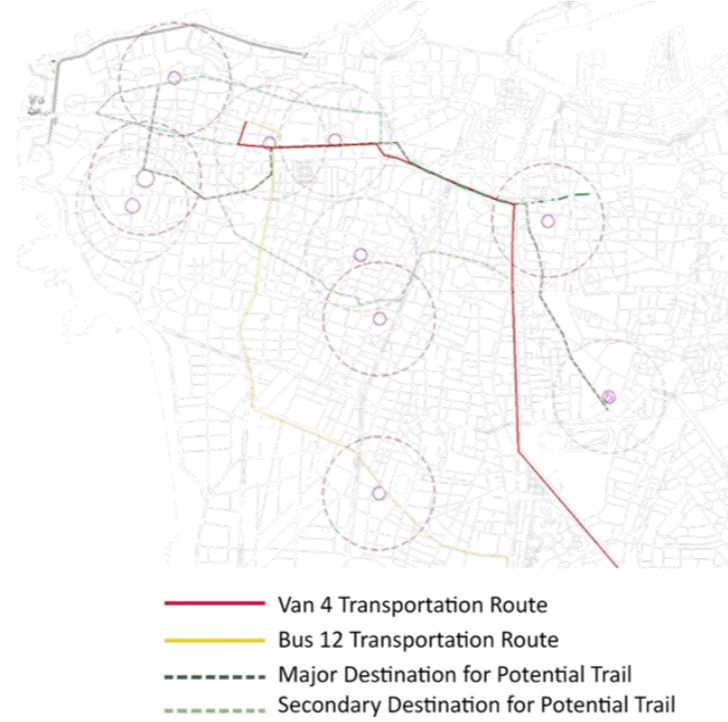 Van 4 Transportation Route
Bus 12 Transportation Route
Major Destination for Potential Trail
Secondary Destination for Potential Trail